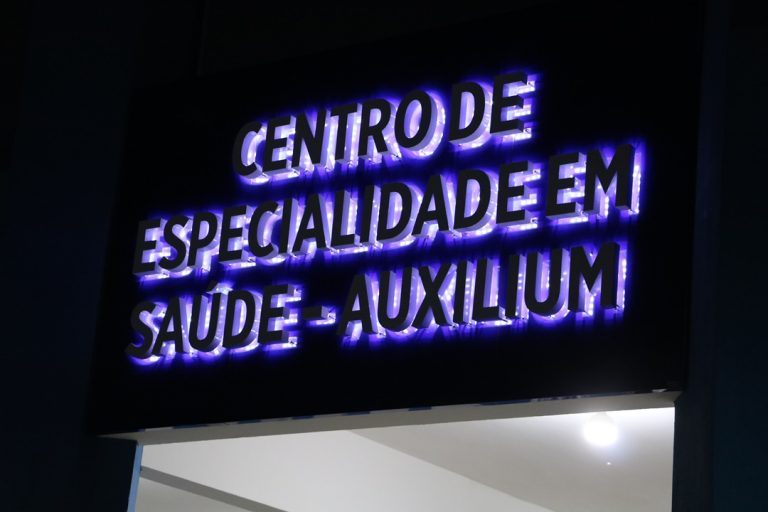 CENTRO DE
ESPECIALIDADE EM
SAÚDE - AUXILIUM